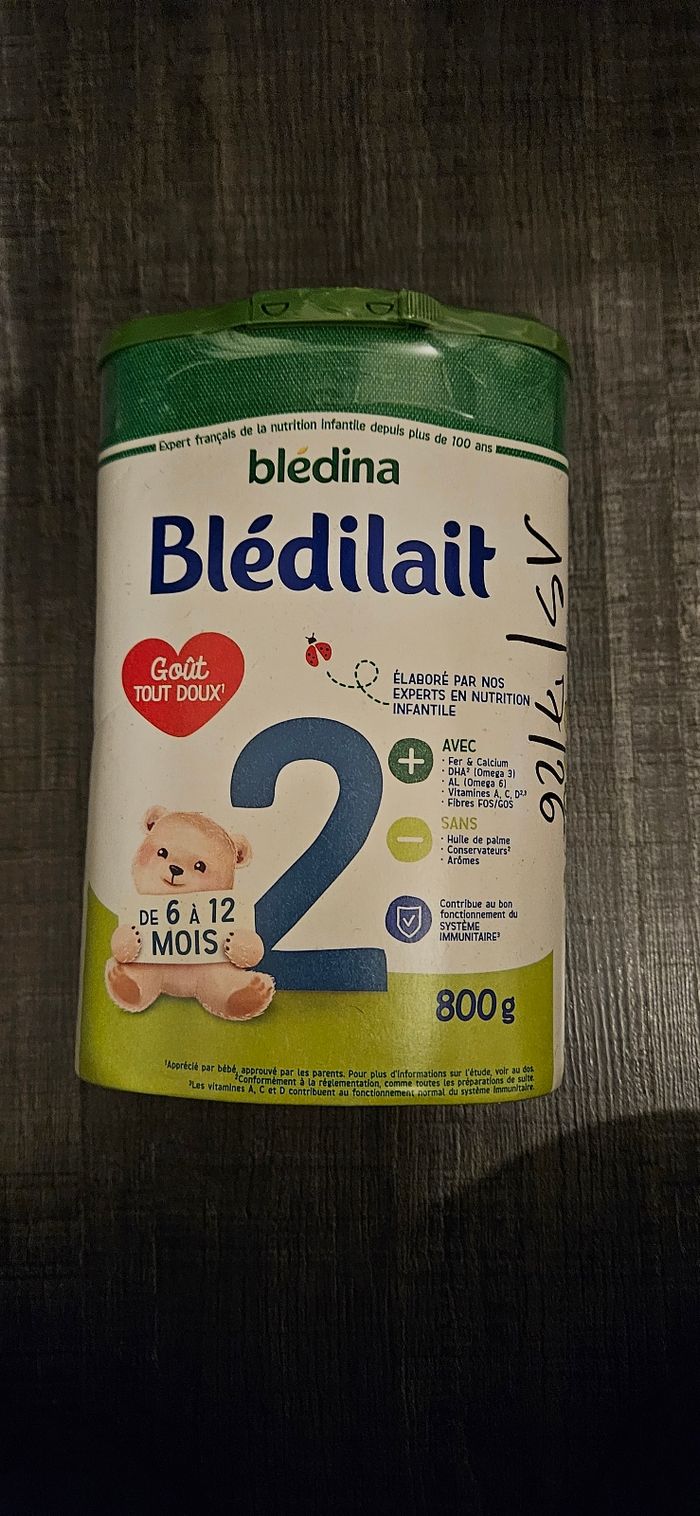 Expert français de la nutrition infantile depuis plus de 100 ans
blédina
Blédilait
Goût
TOUT DOUX¹
ÉLABORÉ PAR NOS
EXPERTS EN NUTRITION
INFANTILE
2
+
AVEC
· Fer & Calcium
· DHA² (Omega 3)
· AL (Omega 6)
· Vitamines A, C, D²,³
· Fibres FOS/GOS
−
SANS
· Huile de palme
· Conservateurs²
· Arômes
DE 6 À 12
MOIS
Contribue au bon
fonctionnement du
SYSTÈME
IMMUNITAIRE³
800g
¹Apprécié par bébé, approuvé par les parents. Pour plus d'informations sur l'étude, voir au dos.
²Conformément à la réglementation, comme toutes les préparations de suite.
³Les vitamines A, C et D contribuent au fonctionnement normal du système immunitaire.